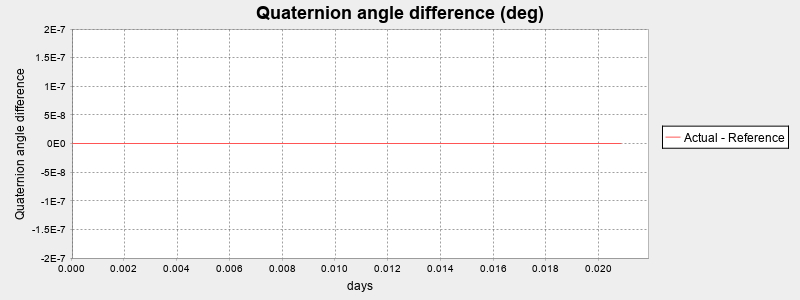 Quaternion angle difference (deg)
Quaternion angle difference
2E-7
1.5E-7
1E-7
5E-8
0E0
-5E-8
-1E-7
-1.5E-7
-2E-7
0.000 0.002 0.004 0.006 0.008 0.010 0.012 0.014 0.016 0.018 0.020
days
Actual - Reference